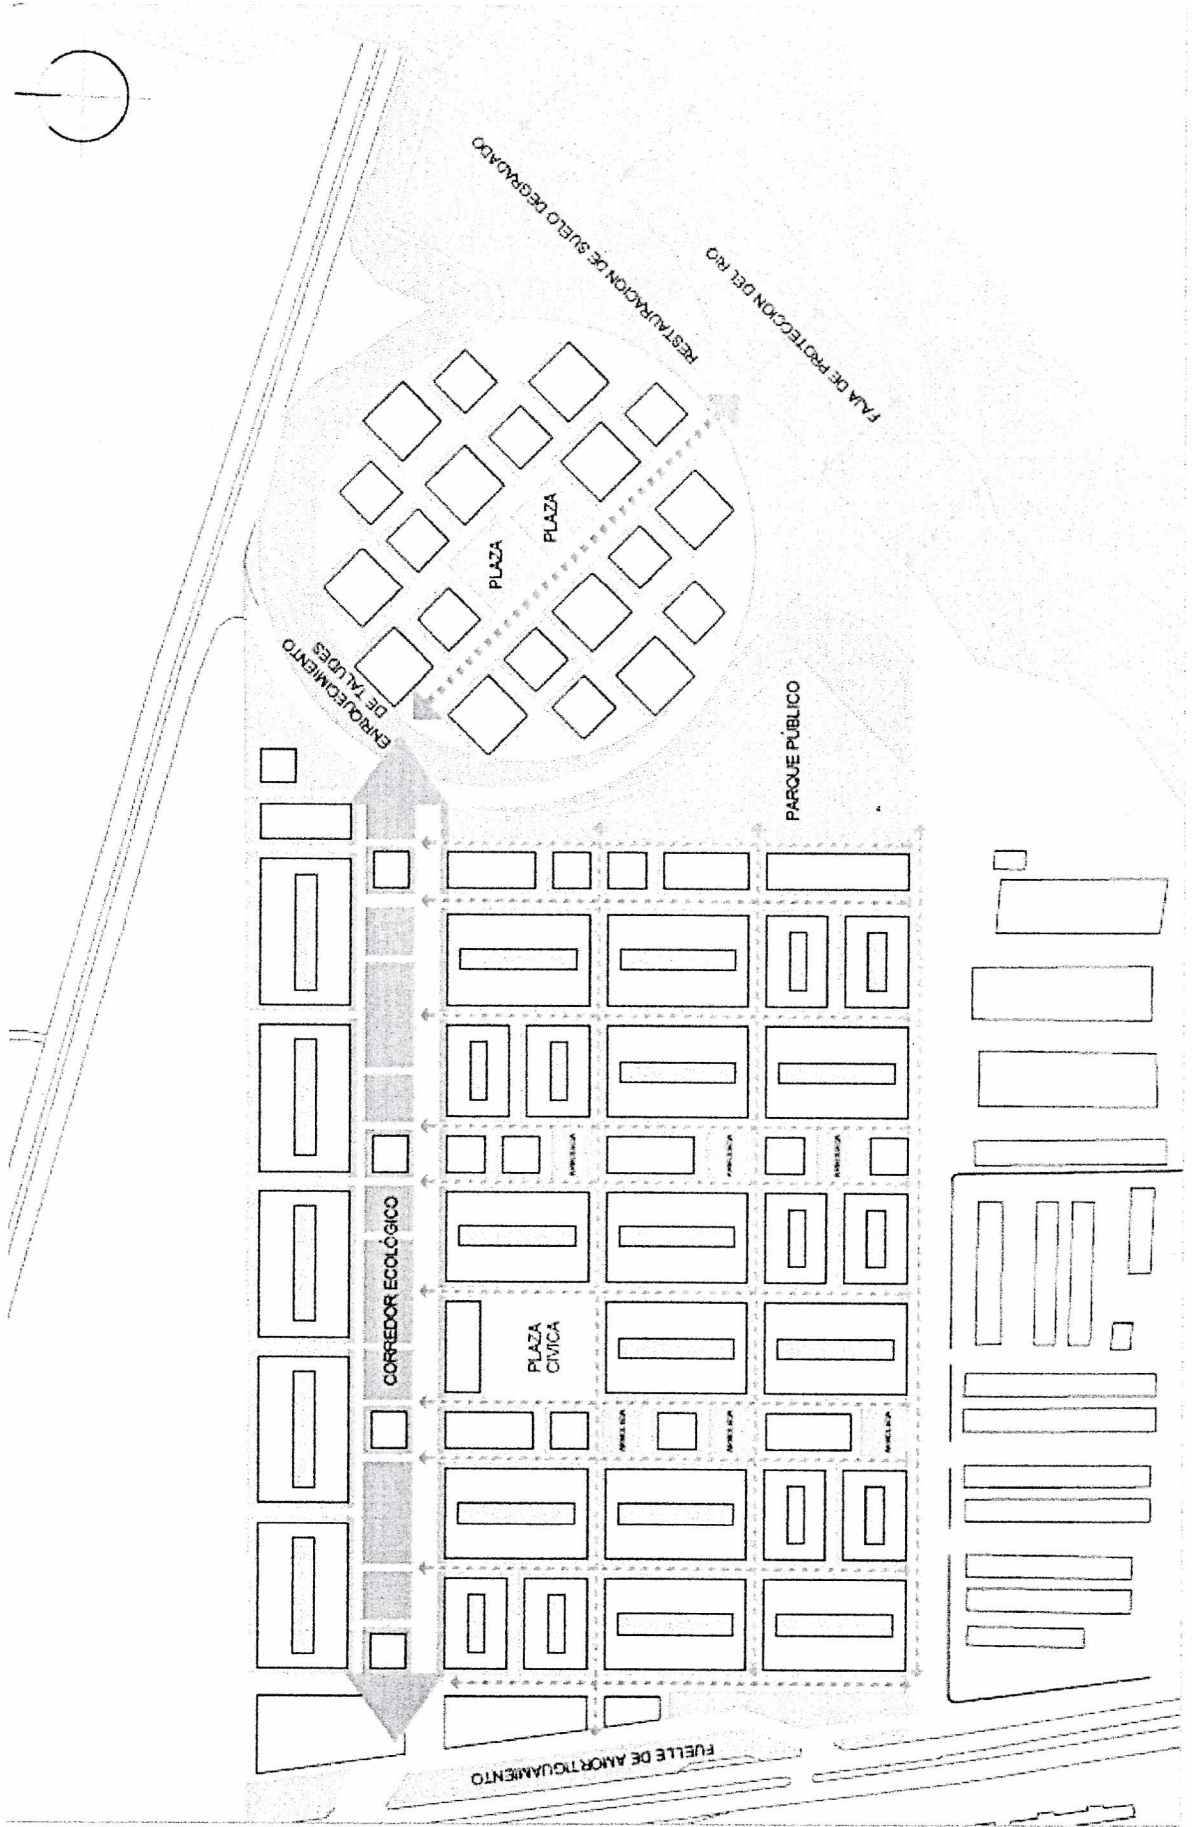 RESTAURACION DE SUELO DEGRADADO
FAJA DE PROTECCION DEL RIO
PLAZA
PLAZA
ENRIQUECIMIENTO
DE TALUDES
PARQUE PÚBLICO
CORREDOR ECOLÓGICO
PLAZA
CIVICA
FUELLE DE AMORTIGUAMIENTO